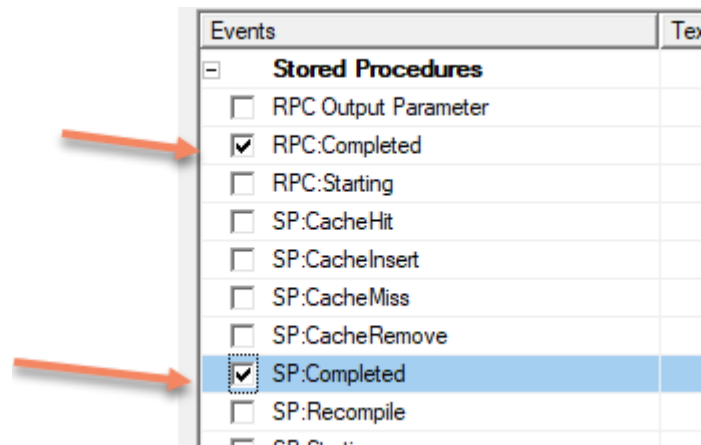 Events Tex
Stored Procedures
RPC Output Parameter
RPC:Completed
RPC:Starting
SP:CacheHit
SP:CacheInsert
SP:CacheMiss
SP:CacheRemove
SP:Completed
SP:Recompile